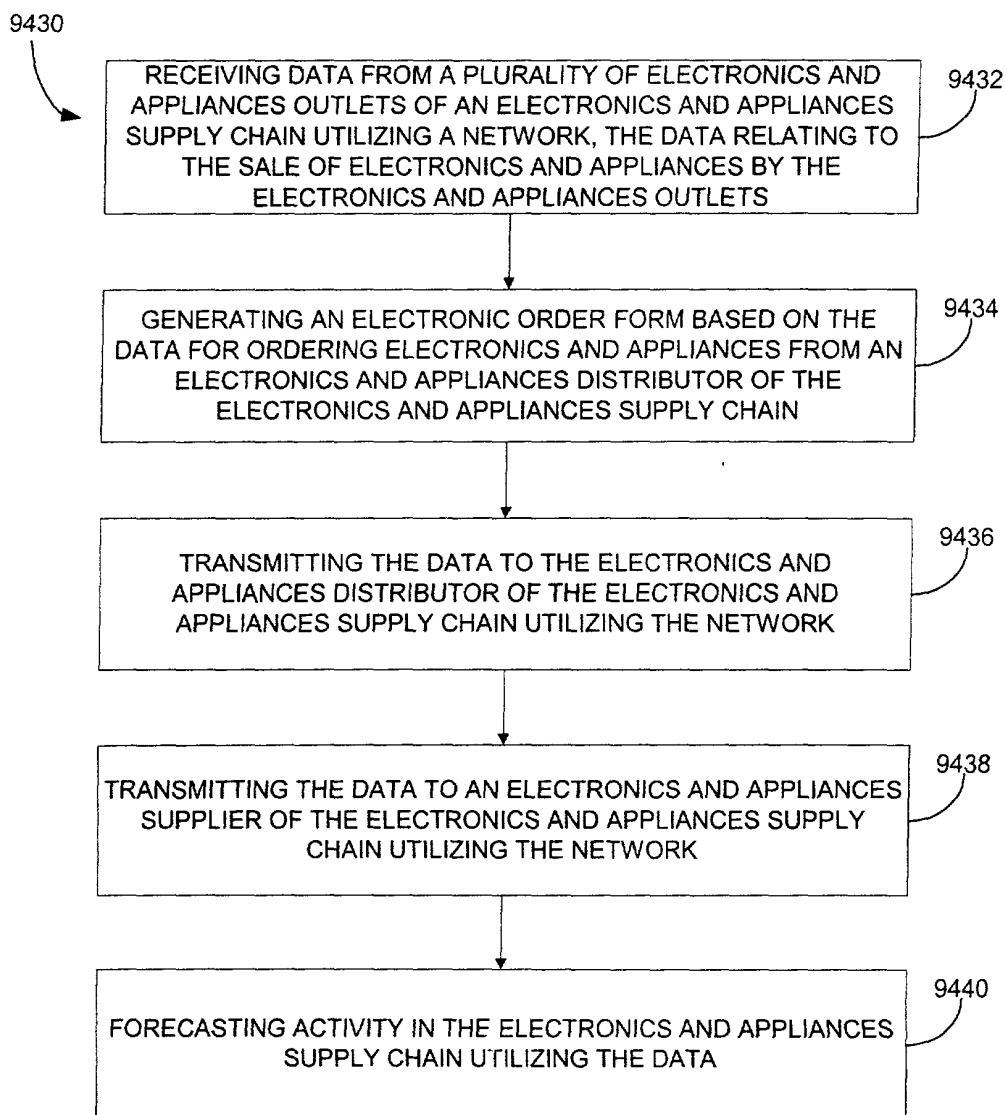 9430
RECEIVING DATA FROM A PLURALITY OF ELECTRONICS AND
APPLIANCES OUTLETS OF AN ELECTRONICS AND APPLIANCES
SUPPLY CHAIN UTILIZING A NETWORK, THE DATA RELATING TO
THE SALE OF ELECTRONICS AND APPLIANCES BY THE
ELECTRONICS AND APPLIANCES OUTLETS
9432
GENERATING AN ELECTRONIC ORDER FORM BASED ON THE
DATA FOR ORDERING ELECTRONICS AND APPLIANCES FROM AN
ELECTRONICS AND APPLIANCES DISTRIBUTOR OF THE
ELECTRONICS AND APPLIANCES SUPPLY CHAIN
9434
TRANSMITTING THE DATA TO THE ELECTRONICS AND
APPLIANCES DISTRIBUTOR OF THE ELECTRONICS AND
APPLIANCES SUPPLY CHAIN UTILIZING THE NETWORK
9436
TRANSMITTING THE DATA TO AN ELECTRONICS AND APPLIANCES
SUPPLIER OF THE ELECTRONICS AND APPLIANCES SUPPLY
CHAIN UTILIZING THE NETWORK
9438
FORECASTING ACTIVITY IN THE ELECTRONICS AND APPLIANCES
SUPPLY CHAIN UTILIZING THE DATA
9440